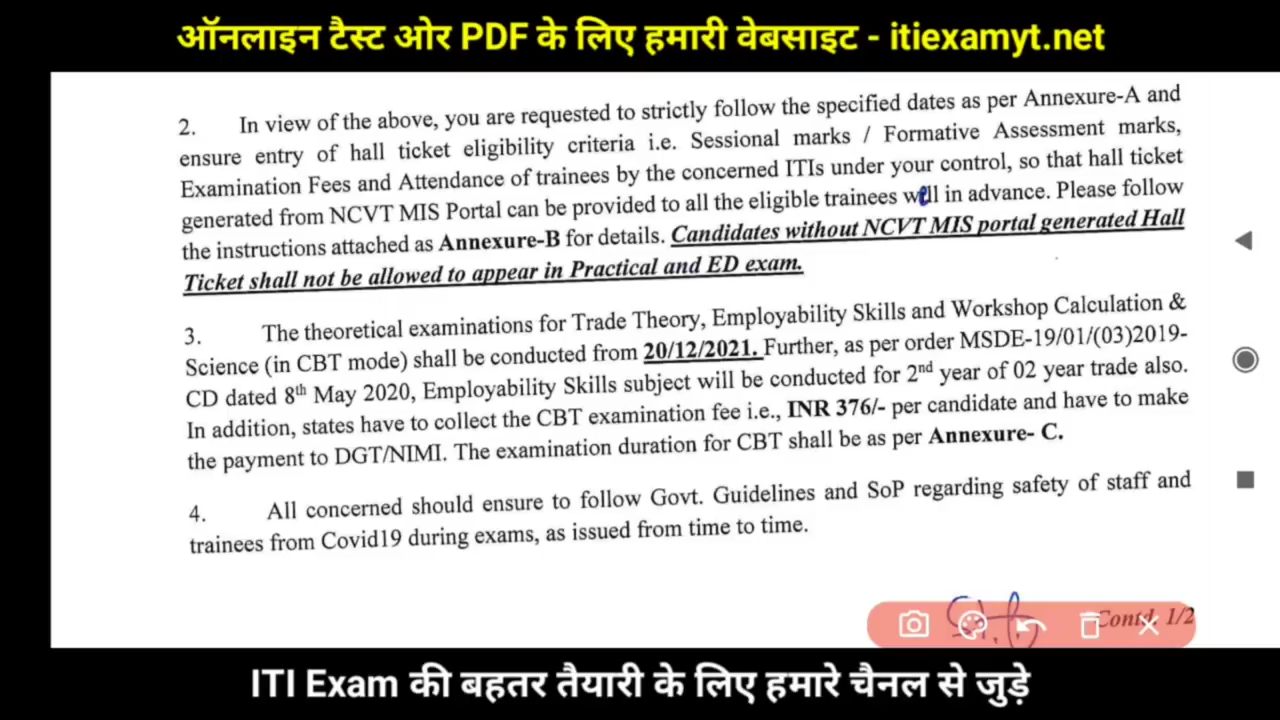 ऑनलाइन टैस्ट ओर PDF के लिए हमारी वेबसाइट - itiexamyt.net
2. In view of the above, you are requested to strictly follow the specified dates as per Annexure-A and
ensure entry of hall ticket eligibility criteria i.e. Sessional marks / Formative Assessment marks,
Examination Fees and Attendance of trainees by the concerned ITIs under your control, so that hall ticket
generated from NCVT MIS Portal can be provided to all the eligible trainees well in advance. Please follow
the instructions attached as Annexure-B for details. Candidates without NCVT MIS portal generated Hall
Ticket shall not be allowed to appear in Practical and ED exam.
3. The theoretical examinations for Trade Theory, Employability Skills and Workshop Calculation &
Science (in CBT mode) shall be conducted from 20/12/2021. Further, as per order MSDE-19/01/(03)2019-
CD dated 8th May 2020, Employability Skills subject will be conducted for 2nd year of 02 year trade also.
In addition, states have to collect the CBT examination fee i.e., INR 376/- per candidate and have to make
the payment to DGT/NIMI. The examination duration for CBT shall be as per Annexure- C.
4. All concerned should ensure to follow Govt. Guidelines and SoP regarding safety of staff and
trainees from Covid19 during exams, as issued from time to time.
Contd. 1/2
ITI Exam की बहतर तैयारी के लिए हमारे चैनल से जुड़े